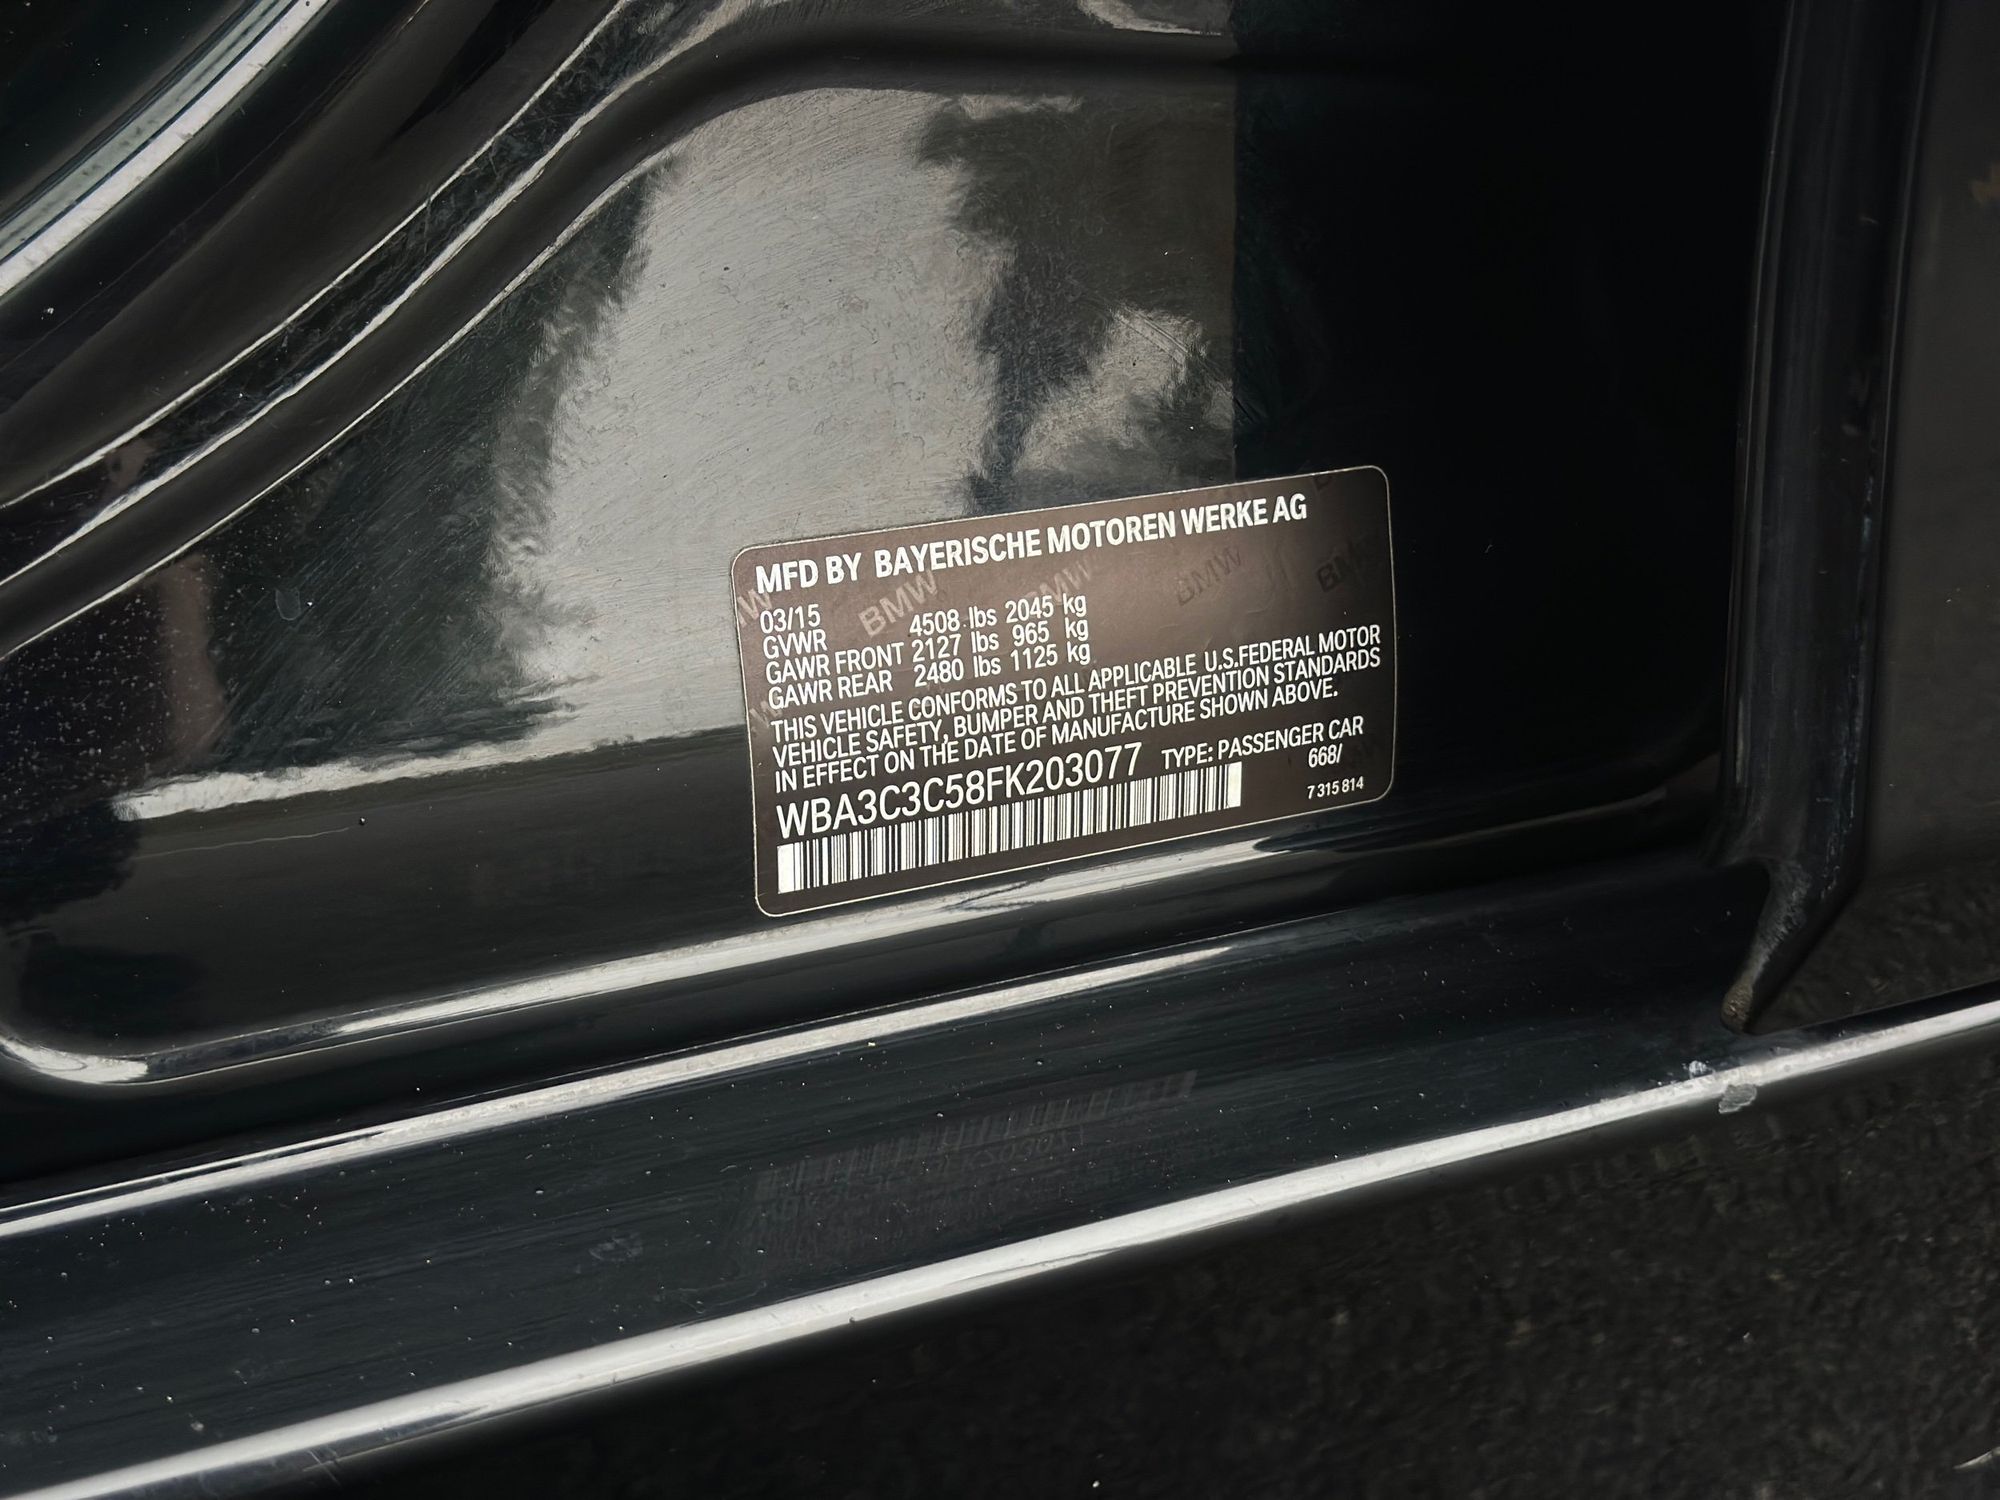 MFD BY BAYERISCHE MOTOREN WERKE AG
03/15
GVWR 4508 lbs 2045 kg
GAWR FRONT 2127 lbs 965 kg
GAWR REAR 2480 lbs 1125 kg
THIS VEHICLE CONFORMS TO ALL APPLICABLE U.S.FEDERAL MOTOR
VEHICLE SAFETY, BUMPER AND THEFT PREVENTION STANDARDS
IN EFFECT ON THE DATE OF MANUFACTURE SHOWN ABOVE.
WBA3C3C58FK203077 TYPE: PASSENGER CAR
668/
7 315 814
BMW
BMW
BMW